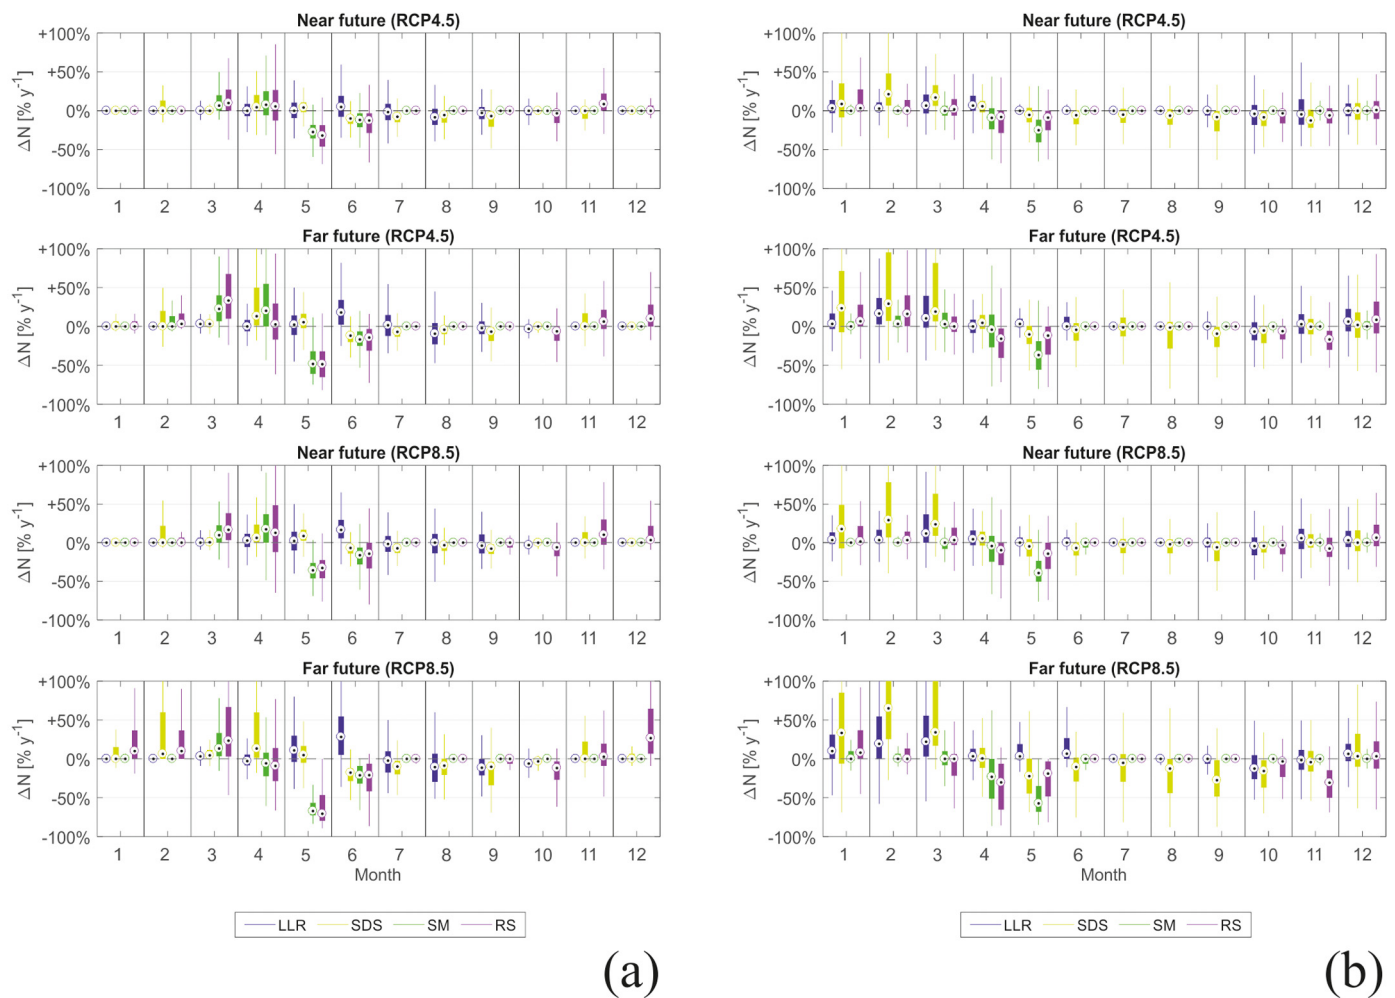 Near future (RCP4.5)
+100%
+50%
0%
-50%
-100%
ΔN [% y⁻¹]
1 2 3 4 5 6 7 8 9 10 11 12
Far future (RCP4.5)
+100%
+50%
0%
-50%
-100%
ΔN [% y⁻¹]
1 2 3 4 5 6 7 8 9 10 11 12
Near future (RCP8.5)
+100%
+50%
0%
-50%
-100%
ΔN [% y⁻¹]
1 2 3 4 5 6 7 8 9 10 11 12
Far future (RCP8.5)
+100%
+50%
0%
-50%
-100%
ΔN [% y⁻¹]
1 2 3 4 5 6 7 8 9 10 11 12
Month
LLR SDS SM RS
(a)
Near future (RCP4.5)
+100%
+50%
0%
-50%
-100%
ΔN [% y⁻¹]
1 2 3 4 5 6 7 8 9 10 11 12
Far future (RCP4.5)
+100%
+50%
0%
-50%
-100%
ΔN [% y⁻¹]
1 2 3 4 5 6 7 8 9 10 11 12
Near future (RCP8.5)
+100%
+50%
0%
-50%
-100%
ΔN [% y⁻¹]
1 2 3 4 5 6 7 8 9 10 11 12
Far future (RCP8.5)
+100%
+50%
0%
-50%
-100%
ΔN [% y⁻¹]
1 2 3 4 5 6 7 8 9 10 11 12
Month
LLR SDS SM RS
(b)